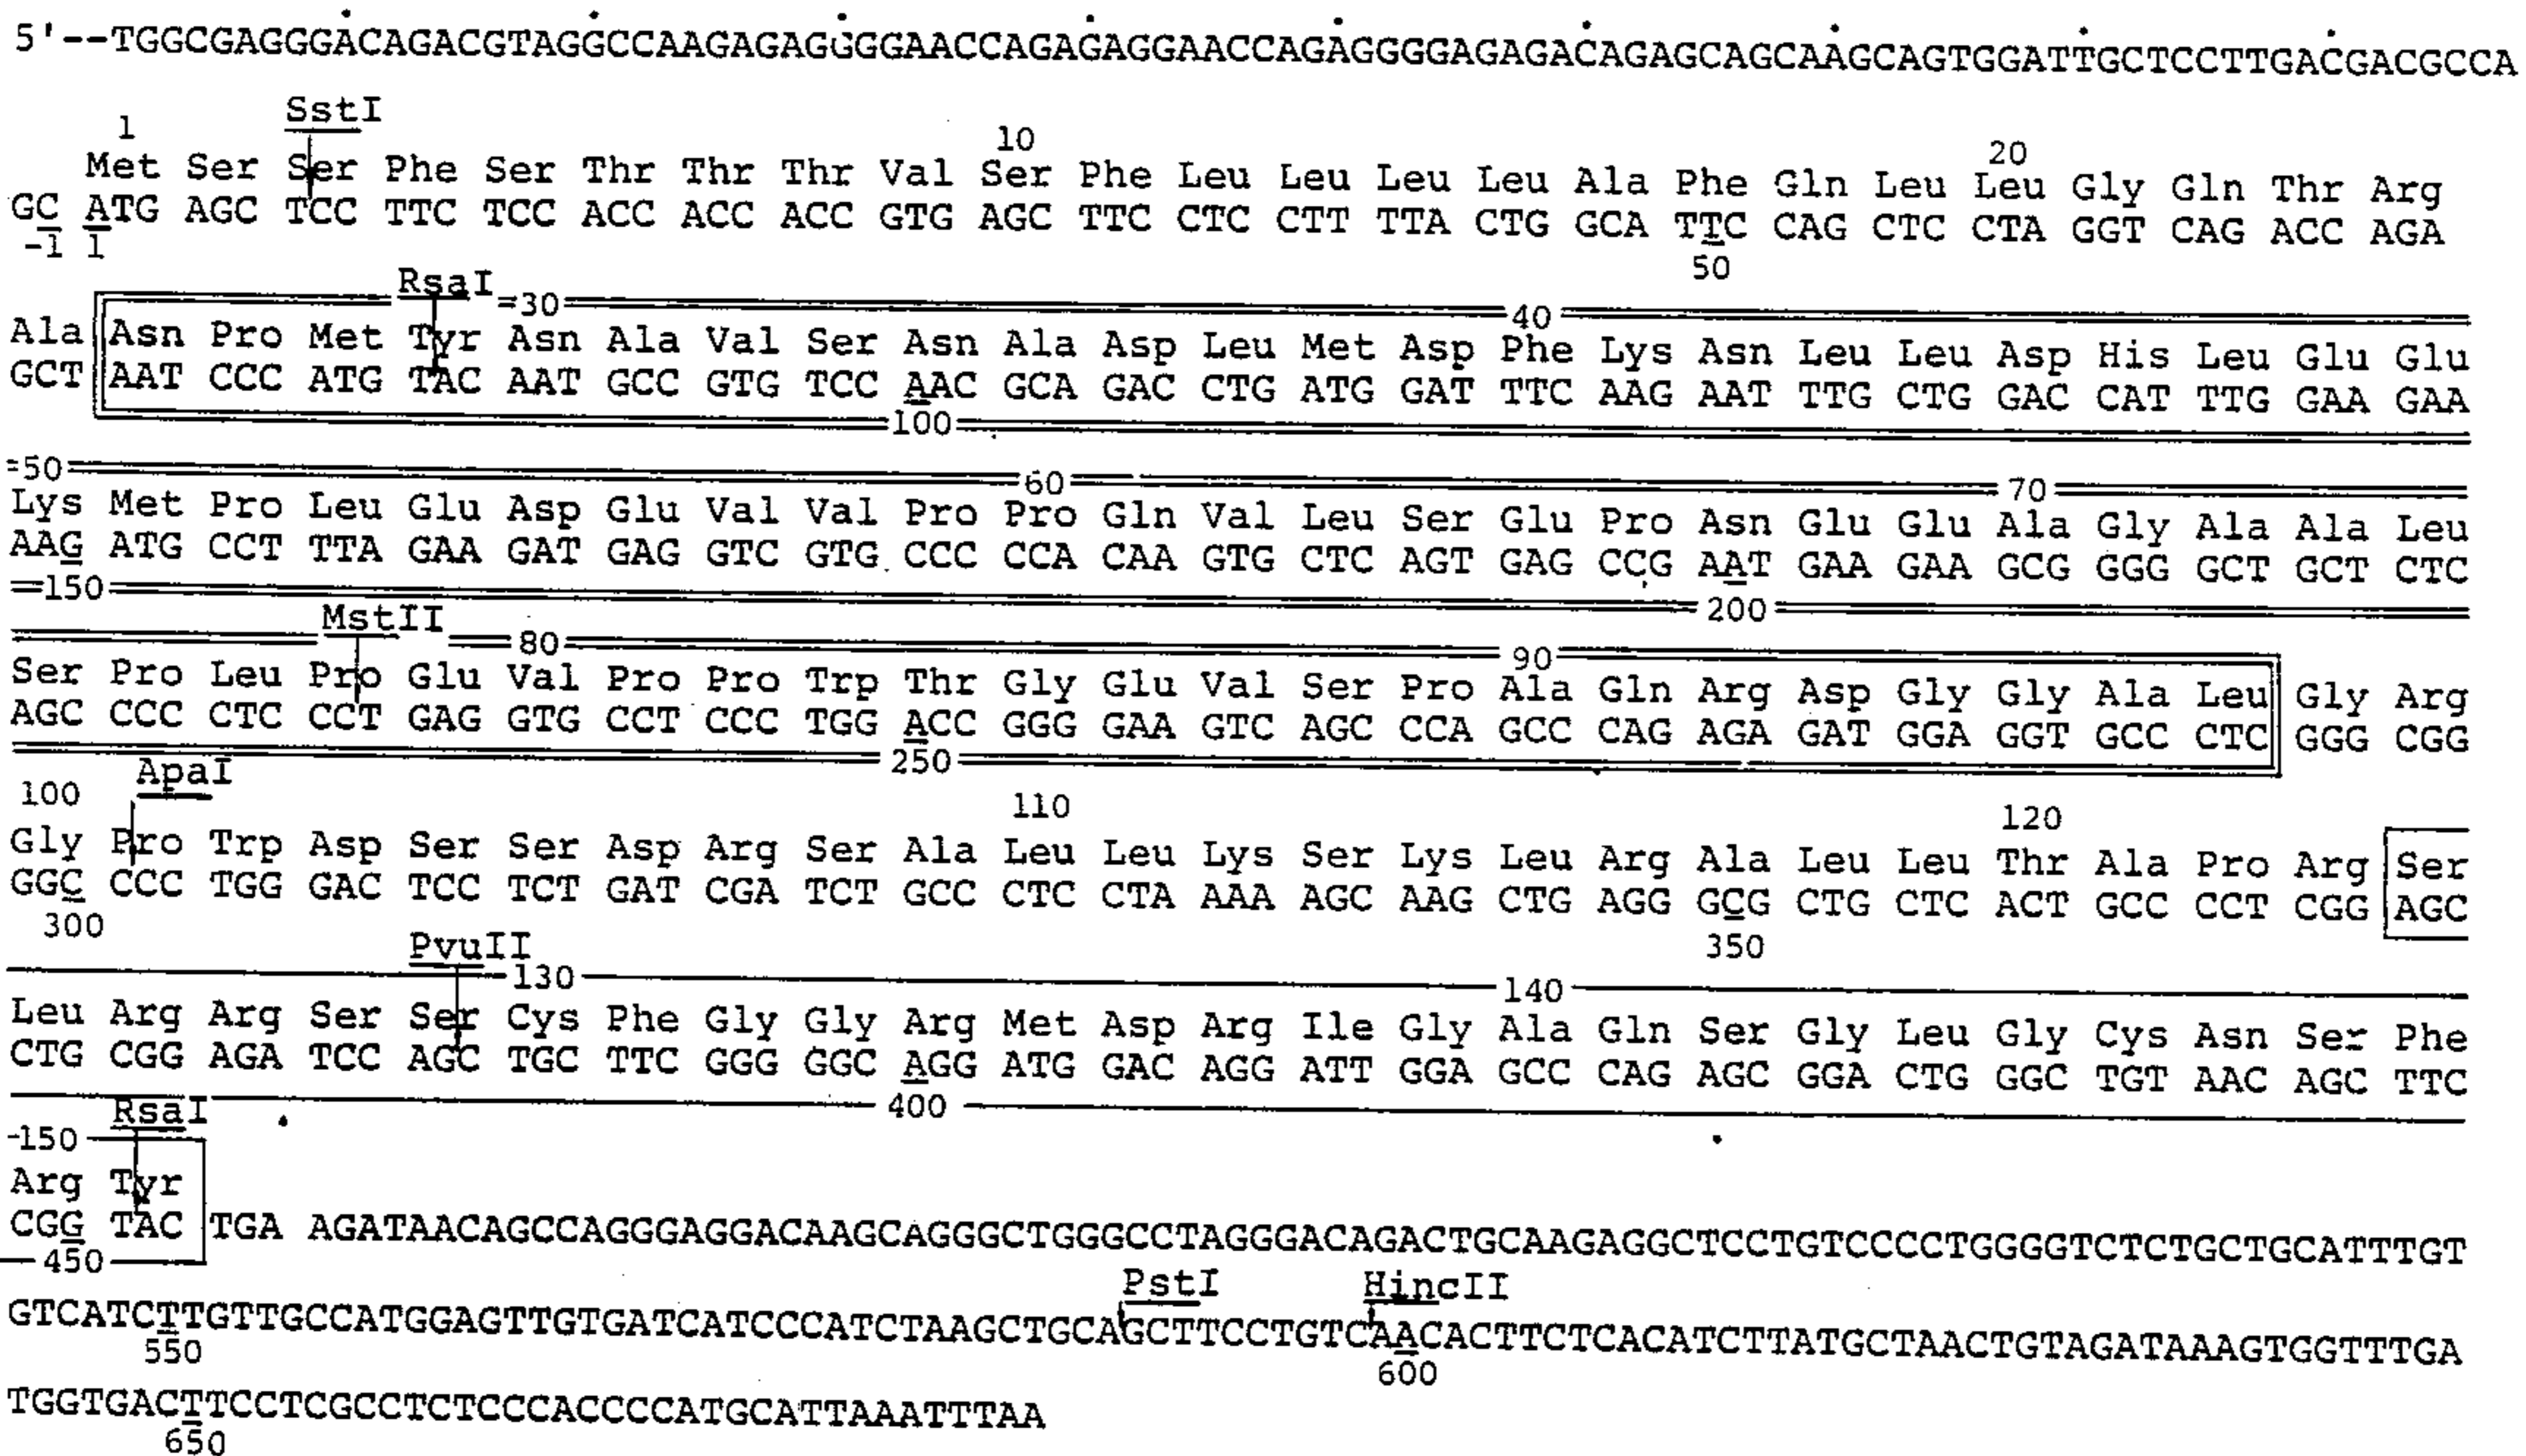 5'--TGGCGAGGGACAGACGTAGGCCAAGAGAGGGGAACCAGAGAGGAACCAGAGGGGAGAGACAGAGCAGCAAGCAGTGGATTGCTCCTTGACGACGCCA
SstI
1 10 20
Met Ser Ser Phe Ser Thr Thr Thr Val Ser Phe Leu Leu Leu Leu Ala Phe Gln Leu Leu Gly Gln Thr Arg
GC ATG AGC TCC TTC TCC ACC ACC ACC GTG AGC TTC CTC CTT TTA CTG GCA TTC CAG CTC CTA GGT CAG ACC AGA
-1 1 50
RsaI
30 40
Ala Asn Pro Met Tyr Asn Ala Val Ser Asn Ala Asp Leu Met Asp Phe Lys Asn Leu Leu Asp His Leu Glu Glu
GCT AAT CCC ATG TAC AAT GCC GTG TCC AAC GCA GAC CTG ATG GAT TTC AAG AAT TTG CTG GAC CAT TTG GAA GAA
100
50 60 70
Lys Met Pro Leu Glu Asp Glu Val Val Pro Pro Gln Val Leu Ser Glu Pro Asn Glu Glu Ala Gly Ala Ala Leu
AAG ATG CCT TTA GAA GAT GAG GTC GTG CCC CCA CAA GTG CTC AGT GAG CCG AAT GAA GAA GCG GGG GCT GCT CTC
150 200
MstII
80 90
Ser Pro Leu Pro Glu Val Pro Pro Trp Thr Gly Glu Val Ser Pro Ala Gln Arg Asp Gly Gly Ala Leu Gly Arg
AGC CCC CTC CCT GAG GTG CCT CCC TGG ACC GGG GAA GTC AGC CCA GCC CAG AGA GAT GGA GGT GCC CTC GGG CGG
250
ApaI
100 110 120
Gly Pro Trp Asp Ser Ser Asp Arg Ser Ala Leu Leu Lys Ser Lys Leu Arg Ala Leu Leu Thr Ala Pro Arg Ser
GGC CCC TGG GAC TCC TCT GAT CGA TCT GCC CTC CTA AAA AGC AAG CTG AGG GCG CTG CTC ACT GCC CCT CGG AGC
300 350
PvuII
130 140
Leu Arg Arg Ser Ser Cys Phe Gly Gly Arg Met Asp Arg Ile Gly Ala Gln Ser Gly Leu Gly Cys Asn Ser Phe
CTG CGG AGA TCC AGC TGC TTC GGG GGC AGG ATG GAC AGG ATT GGA GCC CAG AGC GGA CTG GGC TGT AAC AGC TTC
400
RsaI
150
Arg Tyr
CGG TAC TGA AGATAACAGCCAGGGAGGACAAGCAGGGCTGGGCCTAGGGACAGACTGCAAGAGGCTCCTGTCCCCTGGGGTCTCTGCTGCATTTGT
450
PstI HincII
GTCATCTTGTTGCCATGGAGTTGTGATCATCCCATCTAAGCTGCAGCTTCCTGTCAACACTTCTCACATCTTATGCTAACTGTAGATAAAGTGGTTTGA
550 600
TGGTGACTTCCTCGCCTCTCCCACCCCATGCATTAAATTTAA
650